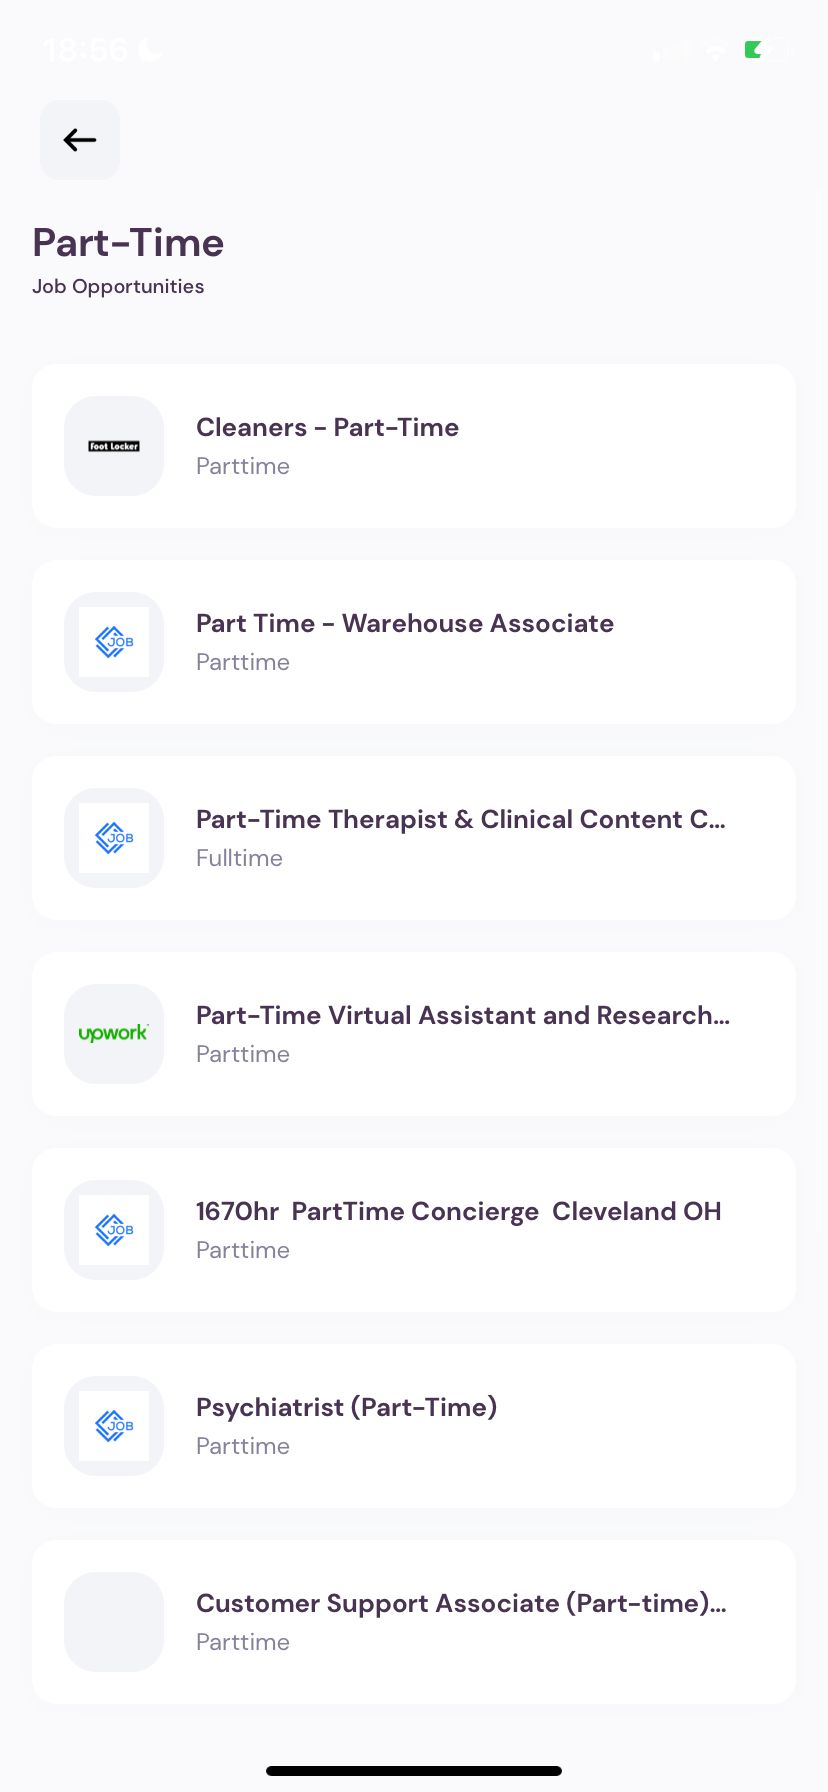 18:56
Part-Time
Job Opportunities
Foot Locker
Cleaners - Part-Time
Parttime
JOB
Part Time - Warehouse Associate
Parttime
JOB
Part-Time Therapist & Clinical Content C...
Fulltime
upwork
Part-Time Virtual Assistant and Research...
Parttime
JOB
1670hr  PartTime Concierge  Cleveland OH
Parttime
JOB
Psychiatrist (Part-Time)
Parttime
Customer Support Associate (Part-time)...
Parttime